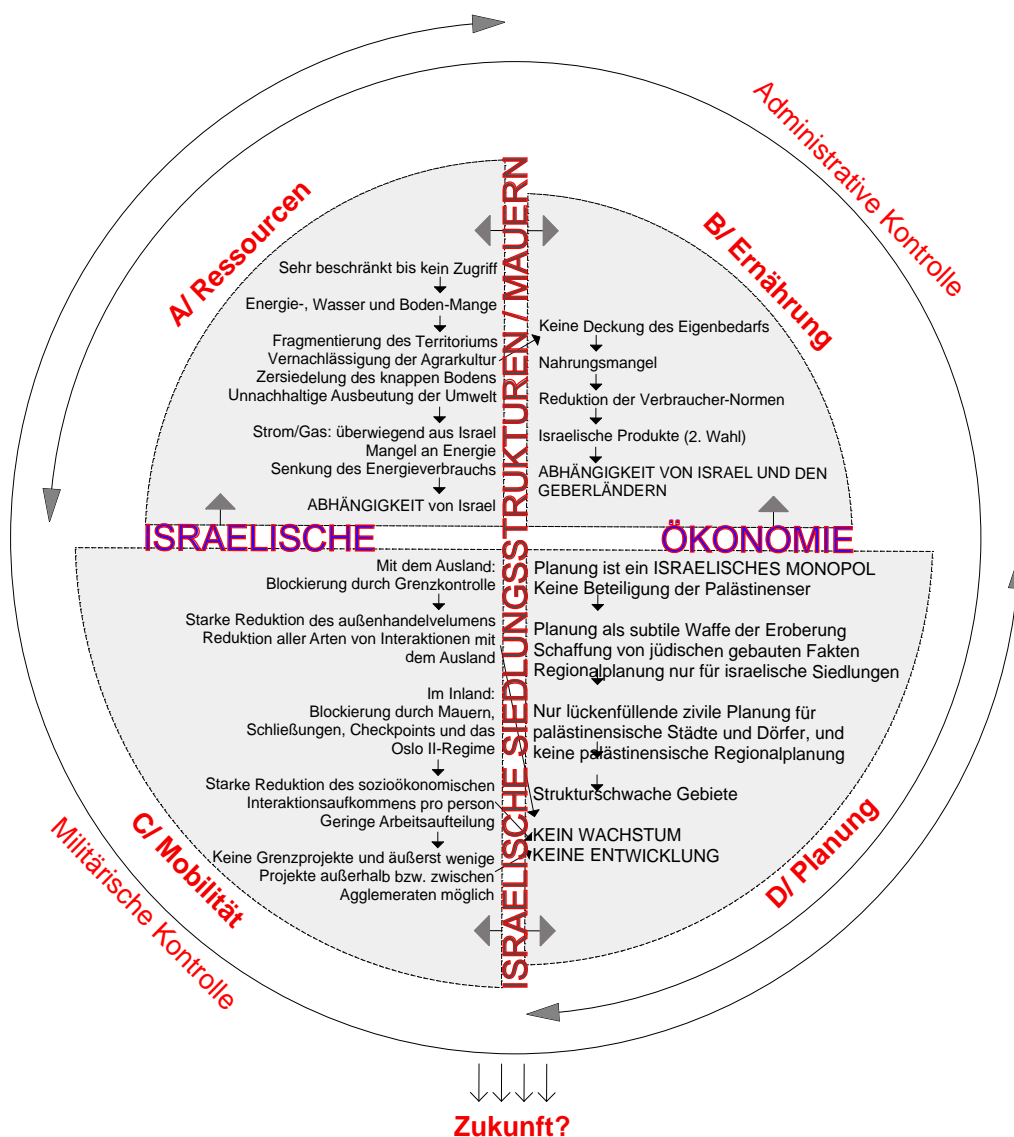 Administrative Kontrolle
A/ Ressourcen
Sehr beschränkt bis kein Zugriff
Energie-, Wasser und Boden-Mange
Fragmentierung des Territoriums
Vernachlässigung der Agrarkultur
Zersiedelung des knappen Bodens
Unnachhaltige Ausbeutung der Umwelt
Strom/Gas: überwiegend aus Israel
Mangel an Energie
Senkung des Energieverbrauchs
ABHÄNGIGKEIT von Israel
B/ Ernährung
Keine Deckung des Eigenbedarfs
Nahrungsmangel
Reduktion der Verbraucher-Normen
Israelische Produkte (2. Wahl)
ABHÄNGIGKEIT VON ISRAEL UND DEN
GEBERLÄNDERN
ISRAELISCHE SIEDLUNGSSTRUKTUREN / MAUERN
ISRAELISCHE ÖKONOMIE
C/ Mobilität
Mit dem Ausland:
Blockierung durch Grenzkontrolle
Starke Reduktion des außenhandelvelumens
Reduktion aller Arten von Interaktionen mit
dem Ausland
Im Inland:
Blockierung durch Mauern,
Schließungen, Checkpoints und das
Oslo II-Regime
Starke Reduktion des sozioökonomischen
Interaktionsaufkommens pro person
Geringe Arbeitsaufteilung
Keine Grenzprojekte und äußerst wenige
Projekte außerhalb bzw. zwischen
Agglemeraten möglich
D/ Planung
Planung ist ein ISRAELISCHES MONOPOL
Keine Beteiligung der Palästinenser
Planung als subtile Waffe der Eroberung
Schaffung von jüdischen gebauten Fakten
Regionalplanung nur für israelische Siedlungen
Nur lückenfüllende zivile Planung für
palästinensische Städte und Dörfer, und
keine palästinensische Regionalplanung
Strukturschwache Gebiete
KEIN WACHSTUM
KEINE ENTWICKLUNG
Militärische Kontrolle
Zukunft?